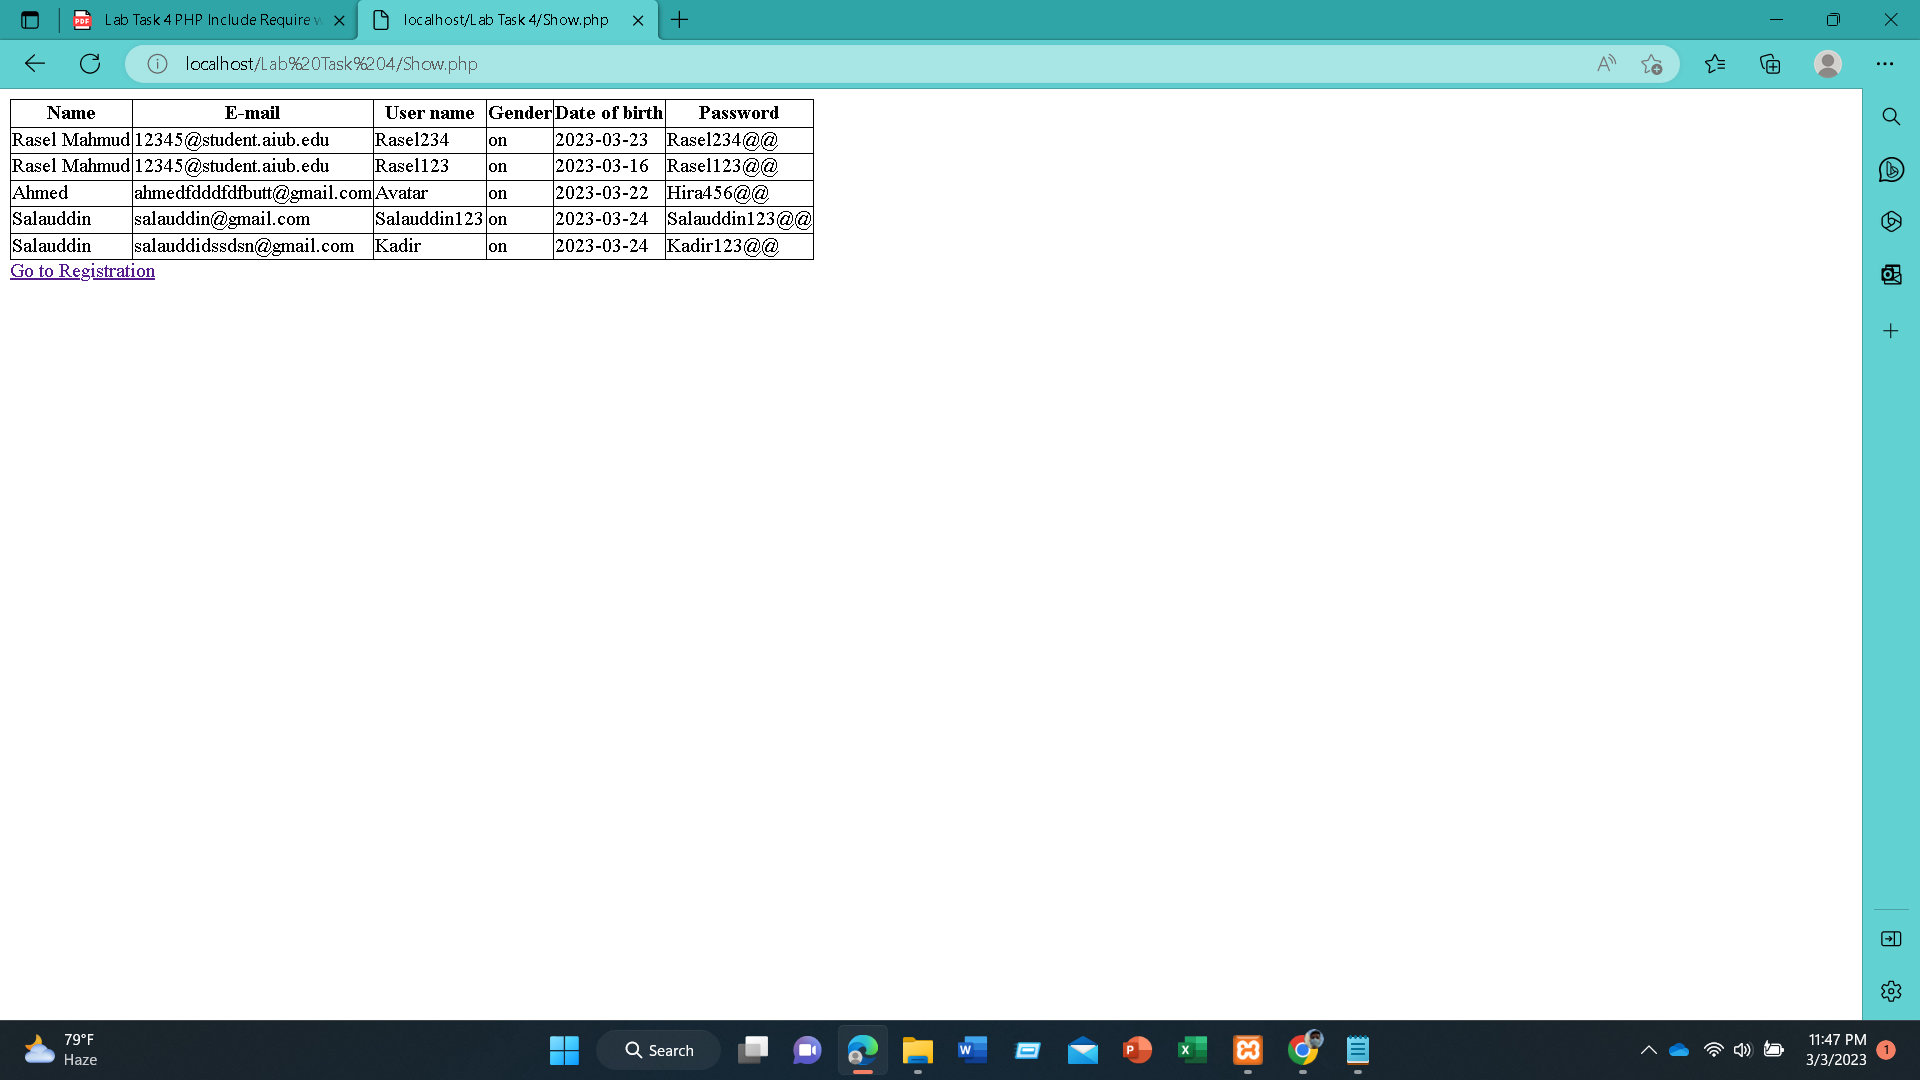 Lab Task 4 PHP Include Require w
localhost/Lab Task 4/Show.php
localhost/Lab%20Task%204/Show.php
Name E-mail User name Gender Date of birth Password
Rasel Mahmud 12345@student.aiub.edu Rasel234 on 2023-03-23 Rasel234@@
Rasel Mahmud 12345@student.aiub.edu Rasel123 on 2023-03-16 Rasel123@@
Ahmed ahmedfdddfdfbutt@gmail.com Avatar on 2023-03-22 Hira456@@
Salauddin salauddin@gmail.com Salauddin123 on 2023-03-24 Salauddin123@@
Salauddin salauddidssdsn@gmail.com Kadir on 2023-03-24 Kadir123@@
Go to Registration
79°F
Haze
Search
11:47 PM
3/3/2023
1